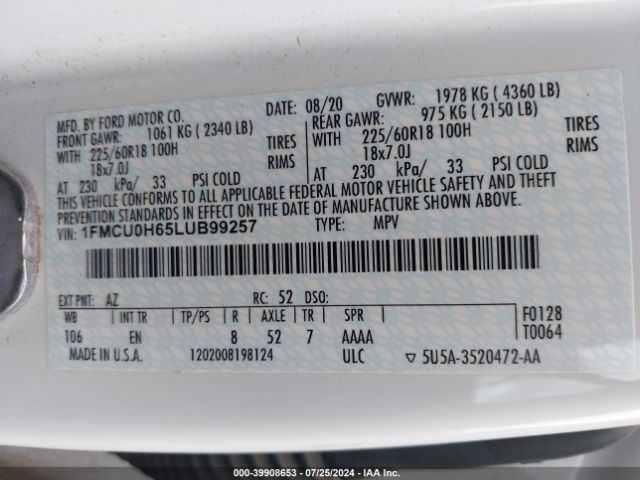 MFD. BY FORD MOTOR CO. DATE: 08/20 GVWR: 1978 KG ( 4360 LB)
FRONT GAWR: 1061 KG ( 2340 LB) REAR GAWR: 975 KG ( 2150 LB)
WITH 225/60R18 100H TIRES WITH 225/60R18 100H TIRES
18x7.0J RIMS 18x7.0J RIMS
AT 230 kPa/ 33 PSI COLD AT 230 kPa/ 33 PSI COLD
THIS VEHICLE CONFORMS TO ALL APPLICABLE FEDERAL MOTOR VEHICLE SAFETY AND THEFT
PREVENTION STANDARDS IN EFFECT ON THE DATE OF MANUFACTURE SHOWN ABOVE.
VIN: 1FMCU0H65LUB99257 TYPE: MPV
EXT PNT: AZ RC: 52 DSO:
WB INT TR TP/PS R AXLE TR SPR F0128
106 EN 8 52 7 AAAA T0064
MADE IN U.S.A. 1202008198124 ULC ▽ 5U5A-3520472-AA
000-39908653 - 07/25/2024 - IAA Inc.